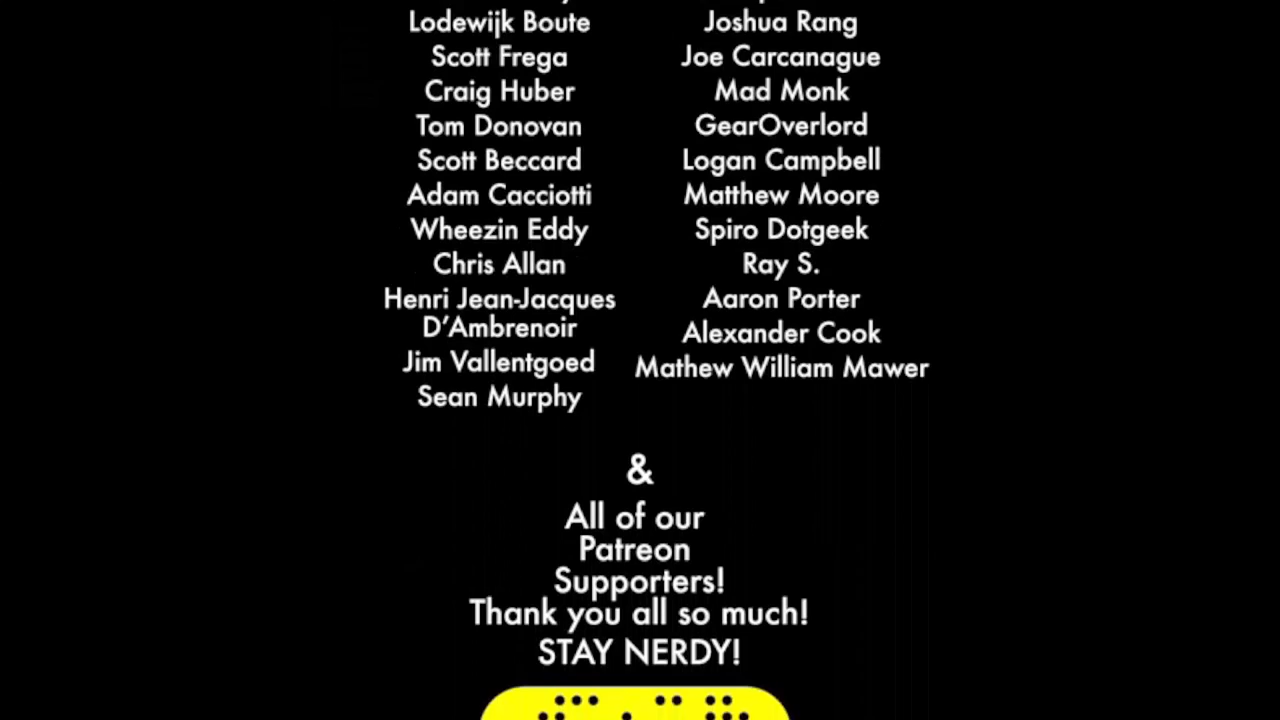 Lodewijk Boute
Scott Frega
Craig Huber
Tom Donovan
Scott Beccard
Adam Cacciotti
Wheezin Eddy
Chris Allan
Henri Jean-Jacques
D’Ambrenoir
Jim Vallentgoed
Sean Murphy
Joshua Rang
Joe Carcanague
Mad Monk
GearOverlord
Logan Campbell
Matthew Moore
Spiro Dotgeek
Ray S.
Aaron Porter
Alexander Cook
Mathew William Mawer
&
All of our
Patreon
Supporters!
Thank you all so much!
STAY NERDY!